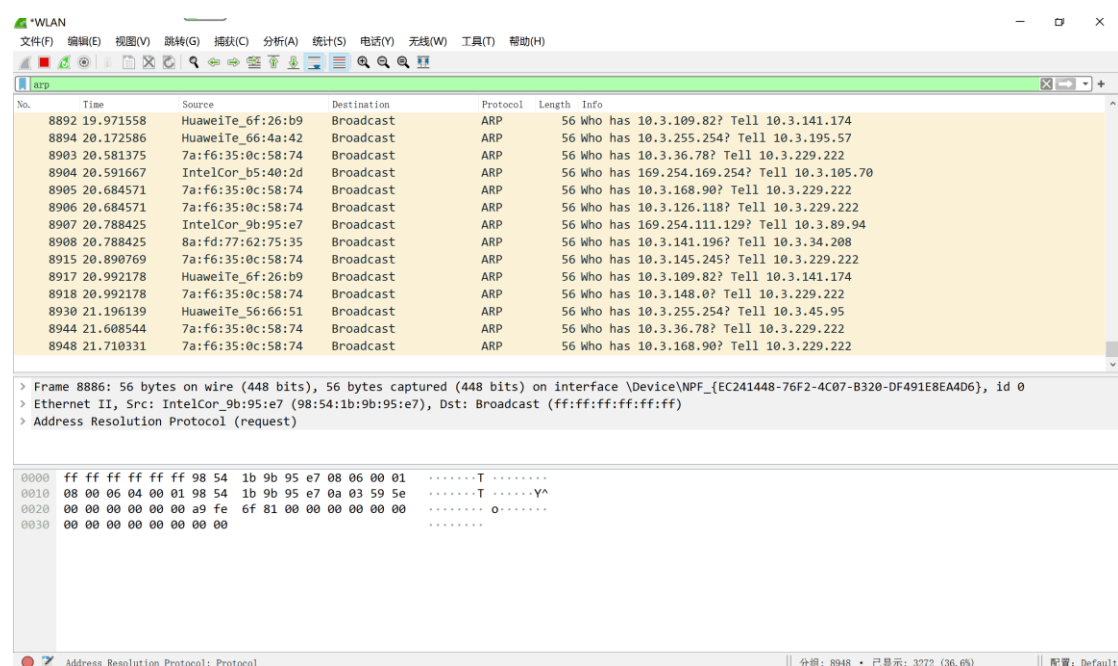 *WLAN
文件(F) 编辑(E) 视图(V) 跳转(G) 捕获(C) 分析(A) 统计(S) 电话(Y) 无线(W) 工具(T) 帮助(H)
arp
No. Time Source Destination Protocol Length Info
8892 19.971558 HuaweiTe_6f:26:b9 Broadcast ARP 56 Who has 10.3.109.82? Tell 10.3.141.174
8894 20.172586 HuaweiTe_66:4a:42 Broadcast ARP 56 Who has 10.3.255.254? Tell 10.3.195.57
8903 20.581375 7a:f6:35:0c:58:74 Broadcast ARP 56 Who has 10.3.36.78? Tell 10.3.229.222
8904 20.591667 IntelCor_b5:40:2d Broadcast ARP 56 Who has 169.254.169.254? Tell 10.3.105.70
8905 20.684571 7a:f6:35:0c:58:74 Broadcast ARP 56 Who has 10.3.168.90? Tell 10.3.229.222
8906 20.684571 7a:f6:35:0c:58:74 Broadcast ARP 56 Who has 10.3.126.118? Tell 10.3.229.222
8907 20.788425 IntelCor_9b:95:e7 Broadcast ARP 56 Who has 169.254.111.129? Tell 10.3.89.94
8908 20.788425 8a:fd:77:62:75:35 Broadcast ARP 56 Who has 10.3.141.196? Tell 10.3.34.208
8915 20.890769 7a:f6:35:0c:58:74 Broadcast ARP 56 Who has 10.3.145.245? Tell 10.3.229.222
8917 20.992178 HuaweiTe_6f:26:b9 Broadcast ARP 56 Who has 10.3.109.82? Tell 10.3.141.174
8918 20.992178 7a:f6:35:0c:58:74 Broadcast ARP 56 Who has 10.3.148.0? Tell 10.3.229.222
8930 21.196139 HuaweiTe_56:66:51 Broadcast ARP 56 Who has 10.3.255.254? Tell 10.3.45.95
8944 21.608544 7a:f6:35:0c:58:74 Broadcast ARP 56 Who has 10.3.36.78? Tell 10.3.229.222
8948 21.710331 7a:f6:35:0c:58:74 Broadcast ARP 56 Who has 10.3.168.90? Tell 10.3.229.222
> Frame 8886: 56 bytes on wire (448 bits), 56 bytes captured (448 bits) on interface \Device\NPF_{EC241448-76F2-4C07-B320-DF491E8EA4D6}, id 0
> Ethernet II, Src: IntelCor_9b:95:e7 (98:54:1b:9b:95:e7), Dst: Broadcast (ff:ff:ff:ff:ff:ff)
> Address Resolution Protocol (request)
0000 ff ff ff ff ff ff 98 54 1b 9b 95 e7 08 06 00 01 ·······T ········
0010 08 00 06 04 00 01 98 54 1b 9b 95 e7 0a 03 59 5e ·······T ······Y^
0020 00 00 00 00 00 00 a9 fe 6f 81 00 00 00 00 00 00 ········ o·······
0030 00 00 00 00 00 00 00 00 ········
Address Resolution Protocol: Protocol 分组: 8948 · 已显示: 3272 (36.6%) 配置: Default